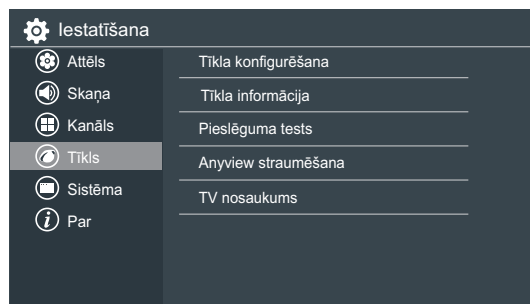 Iestatīšana
Attēls
Skaņa
Kanāls
Tīkls
Sistēma
Par
Tīkla konfigurēšana
Tīkla informācija
Pieslēguma tests
Anyview straumēšana
TV nosaukums